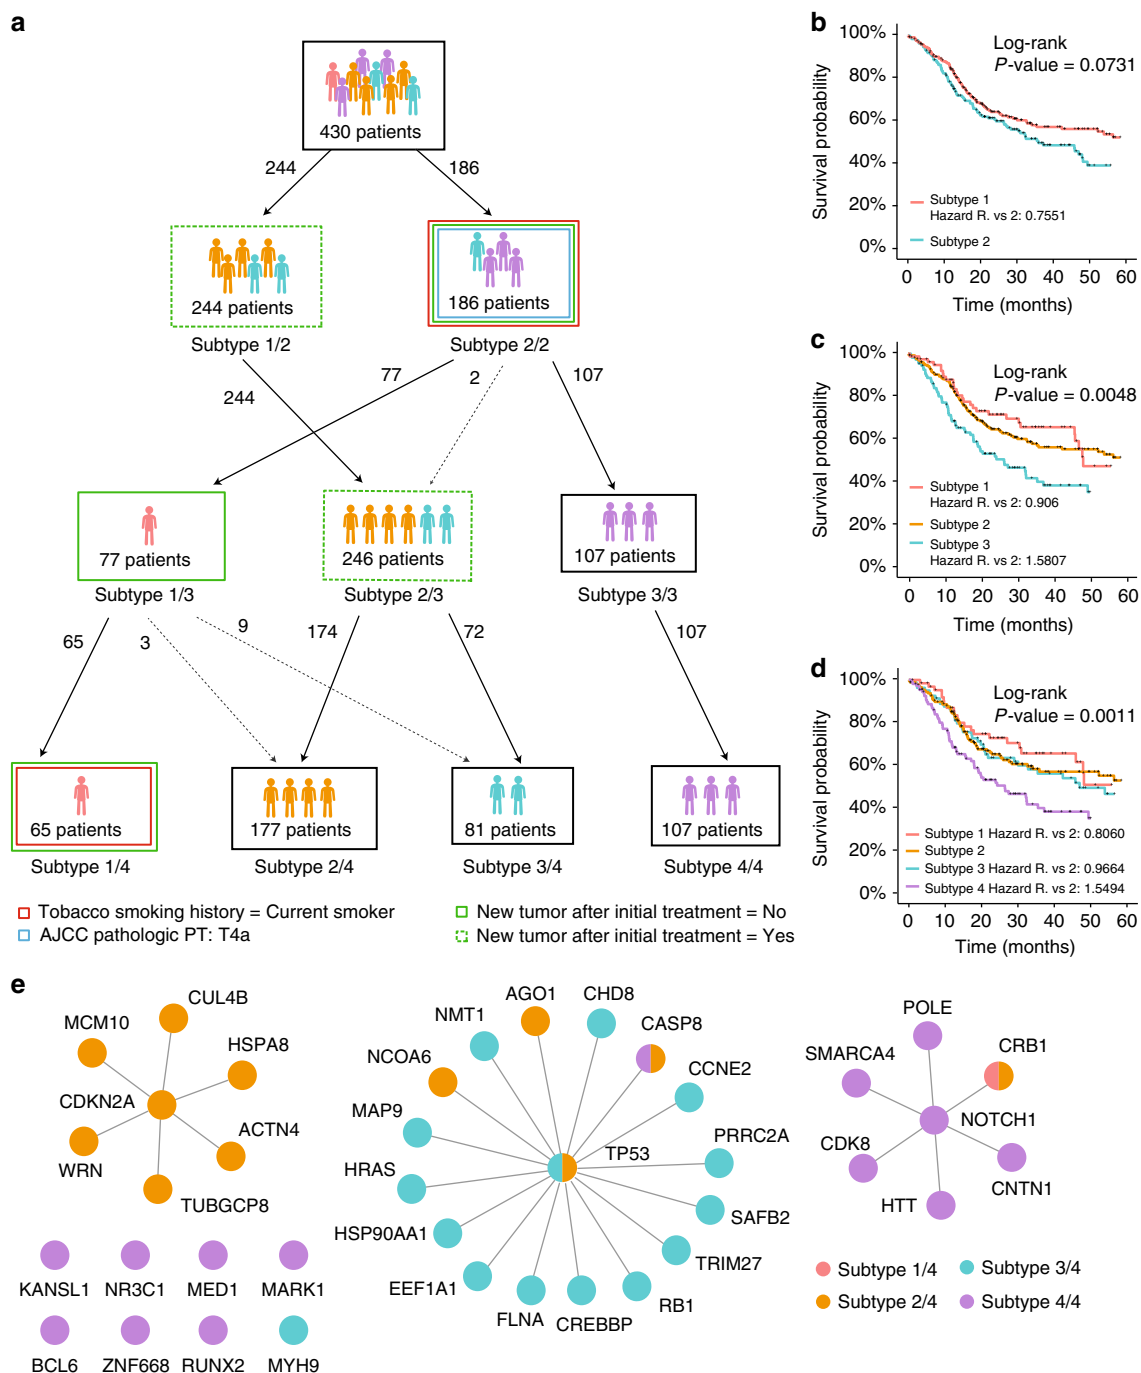 a
430 patients
244
186
244 patients
186 patients
Subtype 1/2
Subtype 2/2
244
77
2
107
77 patients
246 patients
107 patients
Subtype 1/3
Subtype 2/3
Subtype 3/3
65
3
9
174
72
107
65 patients
177 patients
81 patients
107 patients
Subtype 1/4
Subtype 2/4
Subtype 3/4
Subtype 4/4
Tobacco smoking history = Current smoker
AJCC pathologic PT: T4a
New tumor after initial treatment = No
New tumor after initial treatment = Yes
b
Survival probability
100%
80%
60%
40%
20%
0%
Log-rank
P-value = 0.0731
Subtype 1
Hazard R. vs 2: 0.7551
Subtype 2
0 10 20 30 40 50 60
Time (months)
c
Survival probability
100%
80%
60%
40%
20%
0%
Log-rank
P-value = 0.0048
Subtype 1
Hazard R. vs 2: 0.906
Subtype 2
Subtype 3
Hazard R. vs 2: 1.5807
0 10 20 30 40 50 60
Time (months)
d
Survival probability
100%
80%
60%
40%
20%
0%
Log-rank
P-value = 0.0011
Subtype 1 Hazard R. vs 2: 0.8060
Subtype 2
Subtype 3 Hazard R. vs 2: 0.9664
Subtype 4 Hazard R. vs 2: 1.5494
0 10 20 30 40 50 60
Time (months)
e
CUL4B
MCM10
HSPA8
CDKN2A
ACTN4
WRN
TUBGCP8
KANSL1
NR3C1
MED1
MARK1
BCL6
ZNF668
RUNX2
MYH9
AGO1
CHD8
NMT1
CASP8
NCOA6
CCNE2
MAP9
PRRC2A
TP53
HRAS
SAFB2
HSP90AA1
TRIM27
EEF1A1
RB1
FLNA
CREBBP
POLE
SMARCA4
CRB1
NOTCH1
CDK8
CNTN1
HTT
Subtype 1/4
Subtype 3/4
Subtype 2/4
Subtype 4/4